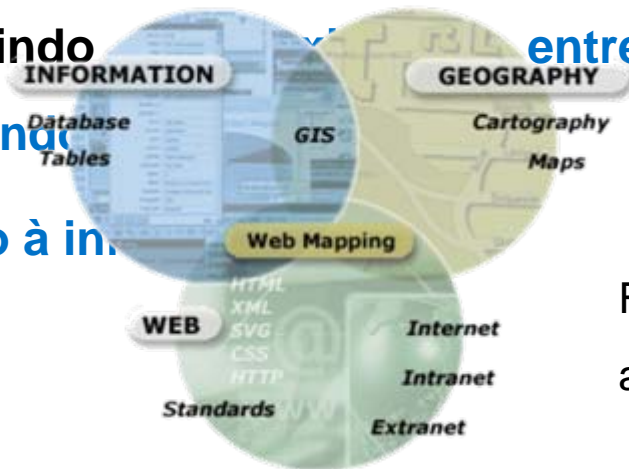 indo entre
INFORMATION GEOGRAPHY
Database Cartography
GIS
Tables Maps
o à in
Web Mapping
HTML
XML
WEB SVG Internet
CSS
HTTP Intranet
Standards
Extranet